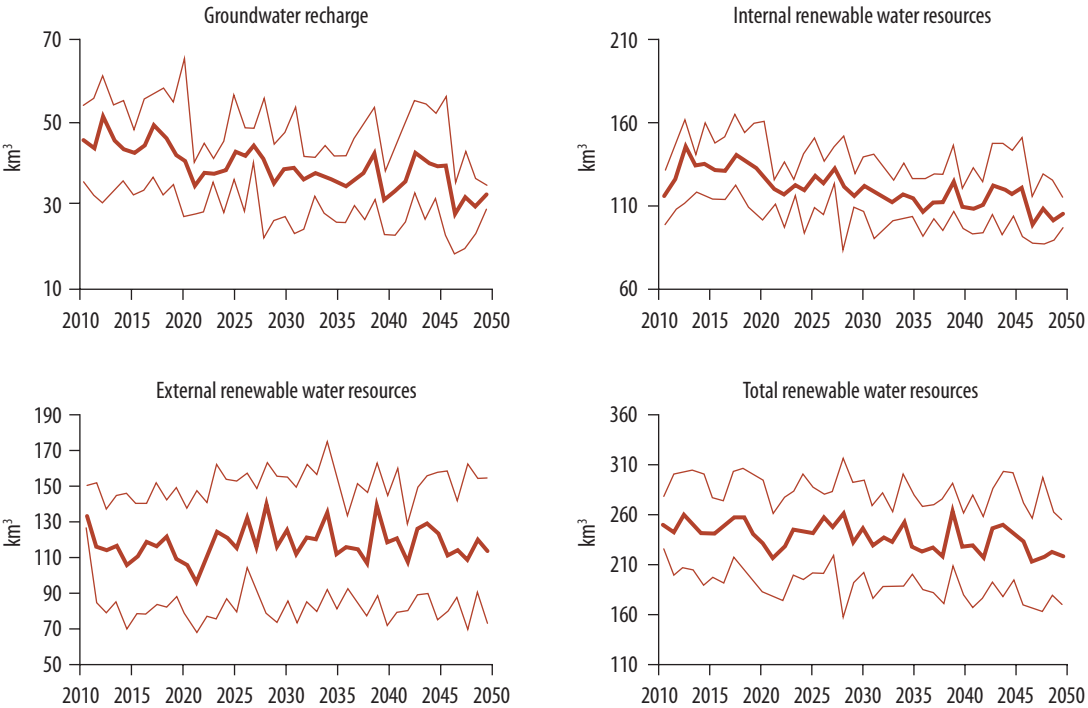 Groundwater recharge
70
50
30
10
km³
2010 2015 2020 2025 2030 2035 2040 2045 2050
Internal renewable water resources
210
160
110
60
km³
2010 2015 2020 2025 2030 2035 2040 2045 2050
External renewable water resources
190
170
150
130
110
90
70
50
km³
2010 2015 2020 2025 2030 2035 2040 2045 2050
Total renewable water resources
360
310
260
210
160
110
km³
2010 2015 2020 2025 2030 2035 2040 2045 2050